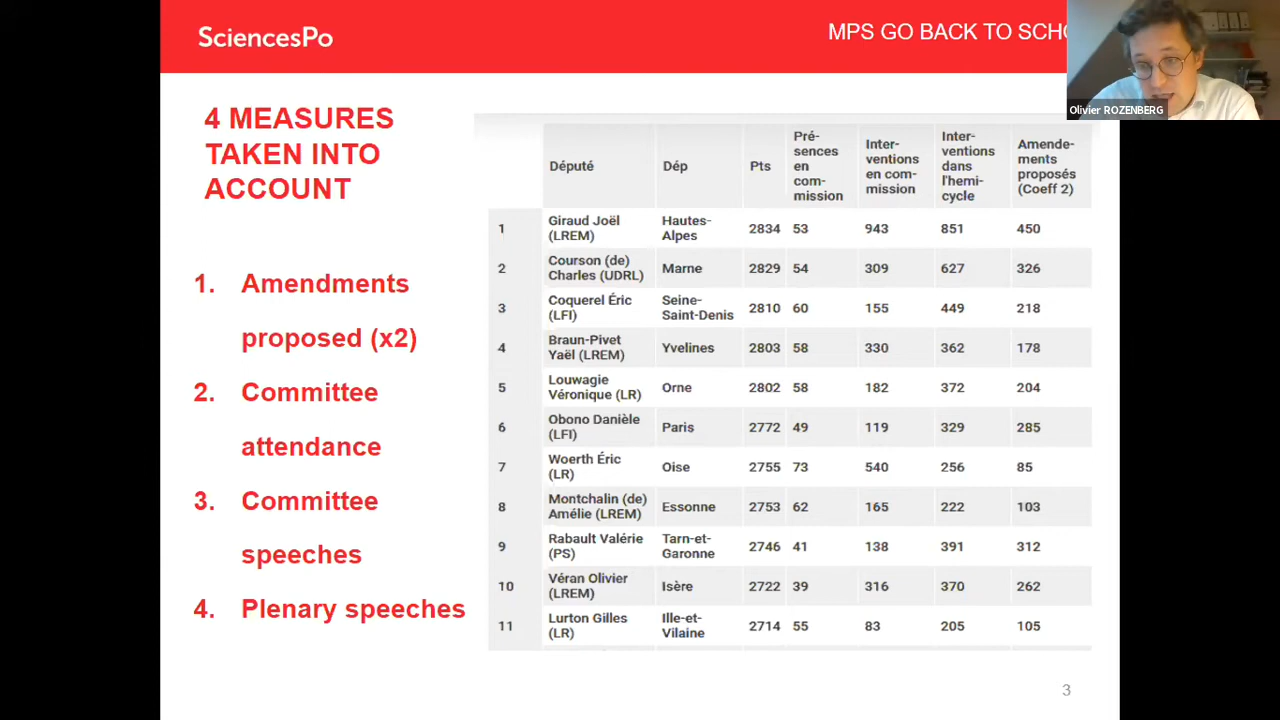 SciencesPo
MPS GO BACK TO SCHO
Olivier ROZENBERG
4 MEASURES
TAKEN INTO
ACCOUNT
1. Amendments
proposed (x2)
2. Committee
attendance
3. Committee
speeches
4. Plenary speeches
Député Dép Pts Pré-sences en com-mission Inter-ventions en com-mission Inter-ventions dans l'hemi-cycle Amende-ments proposés (Coeff 2)
1 Giraud Joël (LREM) Hautes-Alpes 2834 53 943 851 450
2 Courson (de) Charles (UDRL) Marne 2829 54 309 627 326
3 Coquerel Éric (LFI) Seine-Saint-Denis 2810 60 155 449 218
4 Braun-Pivet Yaël (LREM) Yvelines 2803 58 330 362 178
5 Louwagie Véronique (LR) Orne 2802 58 182 372 204
6 Obono Danièle (LFI) Paris 2772 49 119 329 285
7 Woerth Éric (LR) Oise 2755 73 540 256 85
8 Montchalin (de) Amélie (LREM) Essonne 2753 62 165 222 103
9 Rabault Valérie (PS) Tarn-et-Garonne 2746 41 138 391 312
10 Véran Olivier (LREM) Isère 2722 39 316 370 262
11 Lurton Gilles (LR) Ille-et-Vilaine 2714 55 83 205 105
3